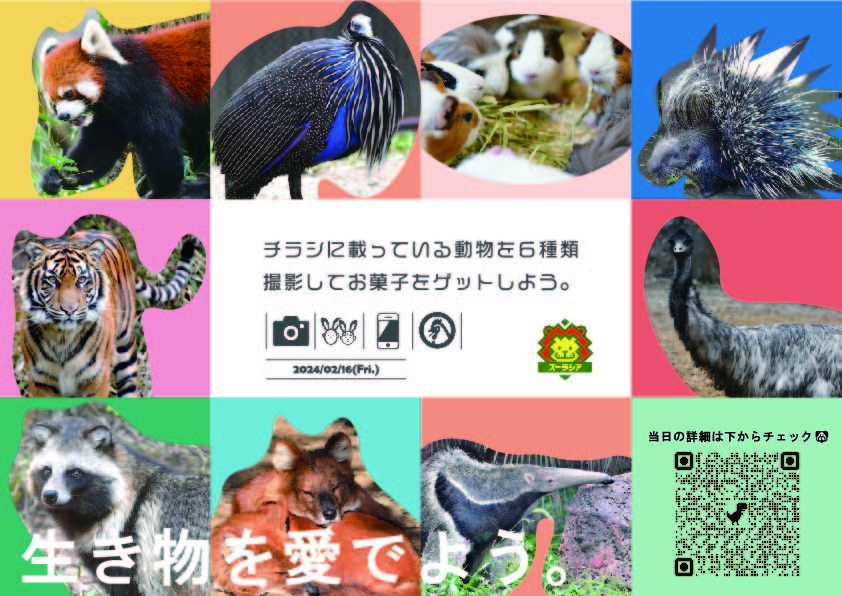 チラシに載っている動物を6種類
撮影してお菓子をゲットしよう。
2024/02/16(Fri.)
ズーラシア
当日の詳細は下からチェック
生き物を愛でよう。